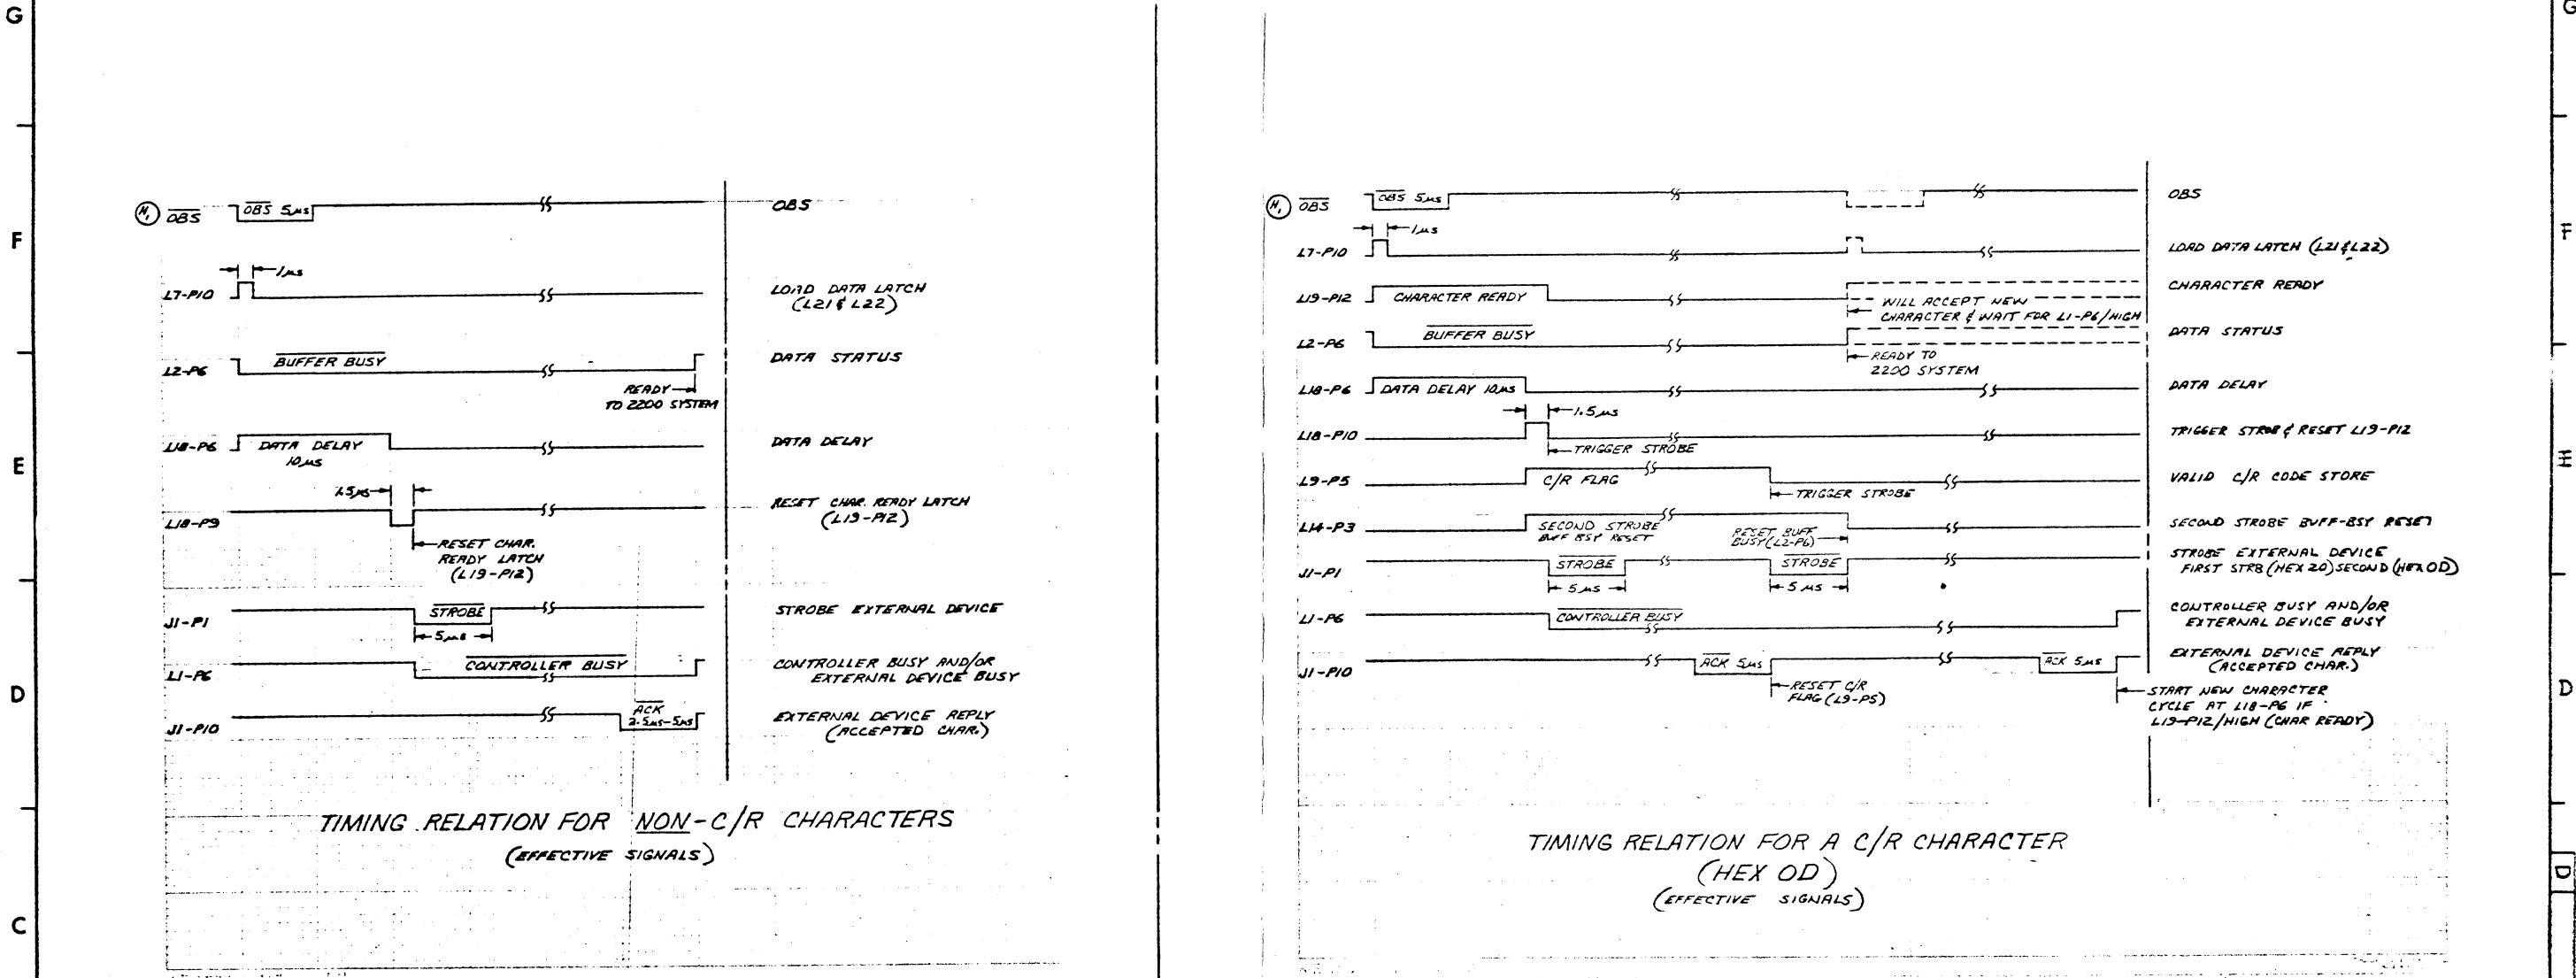 G
F
E
D
C
N, OBS
OBS 5µs
OBS
1µs
L7-P10
LOAD DATA LATCH
(L21 & L22)
L2-P6
BUFFER BUSY
DATA STATUS
READY
TO 2200 SYSTEM
L18-P6
DATA DELAY
10µs
DATA DELAY
1.5µs
L18-P9
RESET CHAR. READY LATCH
(L19-P12)
RESET CHAR.
READY LATCH
(L19-P12)
J1-P1
STROBE
5µs
STROBE EXTERNAL DEVICE
L1-P6
CONTROLLER BUSY
CONTROLLER BUSY AND/OR
EXTERNAL DEVICE BUSY
J1-P10
ACK
2.5µs-5µs
EXTERNAL DEVICE REPLY
(ACCEPTED CHAR.)
TIMING RELATION FOR NON-C/R CHARACTERS
(EFFECTIVE SIGNALS)
N, OBS
OBS 5µs
OBS
1µs
L7-P10
LOAD DATA LATCH (L21 & L22)
L19-P12
CHARACTER READY
CHARACTER READY
WILL ACCEPT NEW
CHARACTER & WAIT FOR L1-P6/HIGH
L2-P6
BUFFER BUSY
DATA STATUS
READY TO
2200 SYSTEM
L18-P6
DATA DELAY 10µs
DATA DELAY
1.5µs
L18-P10
TRIGGER STROBE
TRIGGER STROB & RESET L19-P12
L9-P5
C/R FLAG
TRIGGER STROBE
VALID C/R CODE STORE
L14-P3
SECOND STROBE
BUFF BSY RESET
RESET BUFF
BUSY (L2-P6)
SECOND STROBE BUFF-BSY RESET
J1-P1
STROBE
STROBE
5µs
5µs
STROBE EXTERNAL DEVICE
FIRST STRB (HEX 20) SECOND (HEX 0D)
L1-P6
CONTROLLER BUSY
CONTROLLER BUSY AND/OR
EXTERNAL DEVICE BUSY
J1-P10
ACK 5µs
ACK 5µs
EXTERNAL DEVICE REPLY
(ACCEPTED CHAR.)
RESET C/R
FLAG (L9-P5)
START NEW CHARACTER
CYCLE AT L18-P6 IF
L19-P12/HIGH (CHAR READY)
TIMING RELATION FOR A C/R CHARACTER
(HEX 0D)
(EFFECTIVE SIGNALS)
G
F
E
D
D